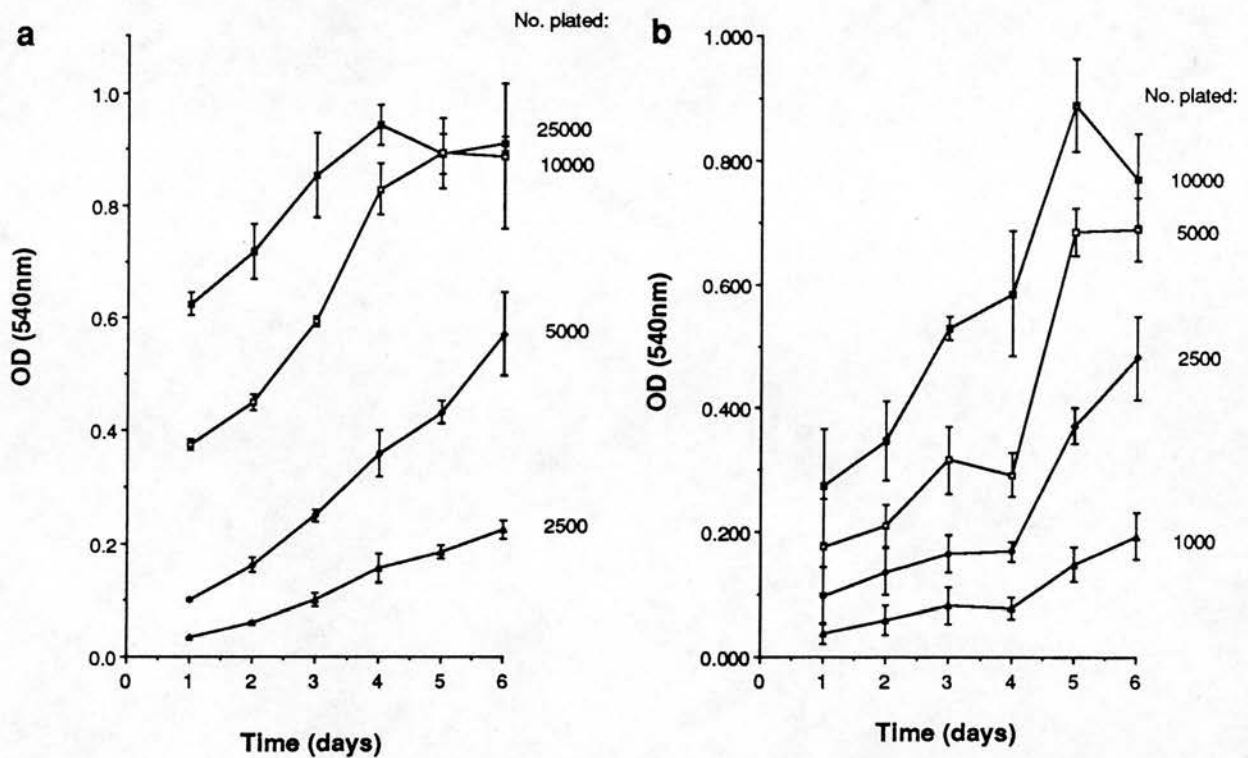 a
No. plated:
OD (540nm)
1.0
0.8
0.6
0.4
0.2
0.0
0 1 2 3 4 5 6
Time (days)
25000
10000
5000
2500
b
No. plated:
OD (540nm)
1.000
0.800
0.600
0.400
0.200
0.000
0 1 2 3 4 5 6
Time (days)
10000
5000
2500
1000